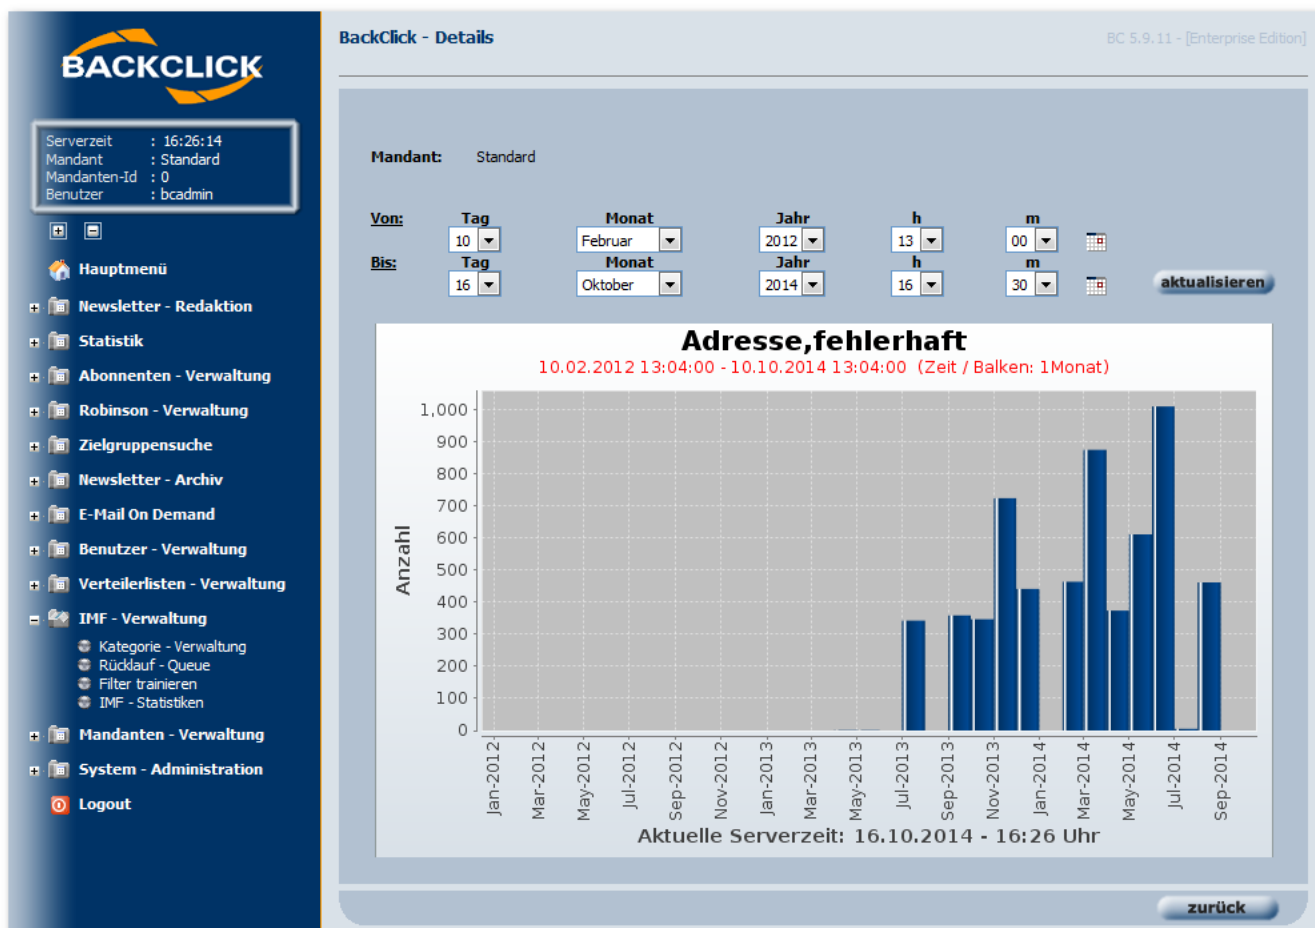 BACKCLICK
Serverzeit : 16:26:14
Mandant : Standard
Mandanten-Id : 0
Benutzer : bcadmin
Hauptmenü
Newsletter - Redaktion
Statistik
Abonnenten - Verwaltung
Robinson - Verwaltung
Zielgruppensuche
Newsletter - Archiv
E-Mail On Demand
Benutzer - Verwaltung
Verteilerlisten - Verwaltung
IMF - Verwaltung
Kategorie - Verwaltung
Rücklauf - Queue
Filter trainieren
IMF - Statistiken
Mandanten - Verwaltung
System - Administration
Logout
BackClick - Details
BC 5.9.11 - [Enterprise Edition]
Mandant: Standard
Von: Tag Monat Jahr h m
10 Februar 2012 13 00
Bis: Tag Monat Jahr h m
16 Oktober 2014 16 30
aktualisieren
Adresse,fehlerhaft
10.02.2012 13:04:00 - 10.10.2014 13:04:00 (Zeit / Balken: 1Monat)
Anzahl
1,000
900
800
700
600
500
400
300
200
100
0
Jan-2012
Mar-2012
May-2012
Jul-2012
Sep-2012
Nov-2012
Jan-2013
Mar-2013
May-2013
Jul-2013
Sep-2013
Nov-2013
Jan-2014
Mar-2014
May-2014
Jul-2014
Sep-2014
Aktuelle Serverzeit: 16.10.2014 - 16:26 Uhr
zurück